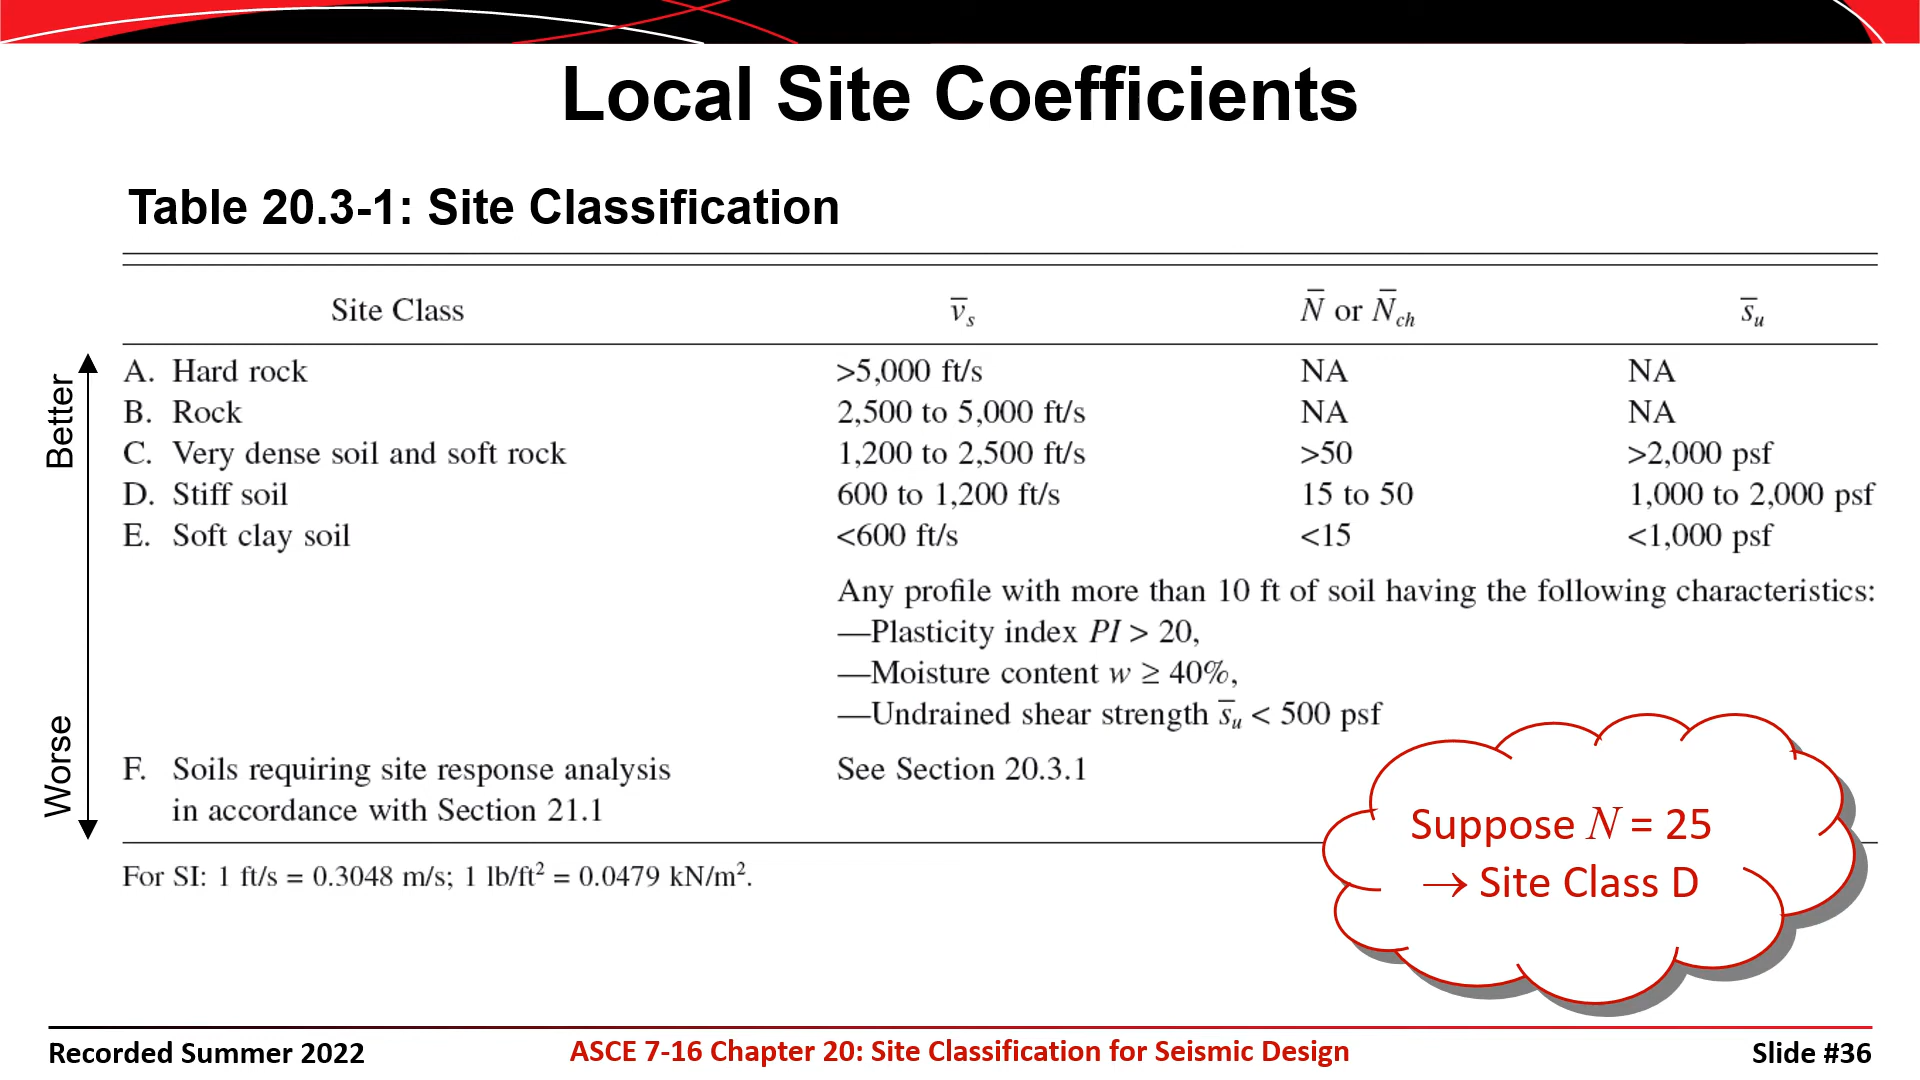 Local Site Coefficients
Table 20.3-1: Site Classification
Site Class v̅s N̅ or N̅ch s̅u
Better
A. Hard rock >5,000 ft/s NA NA
B. Rock 2,500 to 5,000 ft/s NA NA
C. Very dense soil and soft rock 1,200 to 2,500 ft/s >50 >2,000 psf
D. Stiff soil 600 to 1,200 ft/s 15 to 50 1,000 to 2,000 psf
E. Soft clay soil <600 ft/s <15 <1,000 psf
Any profile with more than 10 ft of soil having the following characteristics:
—Plasticity index PI > 20,
—Moisture content w ≥ 40%,
—Undrained shear strength s̅u < 500 psf
Worse
F. Soils requiring site response analysis See Section 20.3.1
in accordance with Section 21.1
For SI: 1 ft/s = 0.3048 m/s; 1 lb/ft² = 0.0479 kN/m².
Suppose N = 25
→ Site Class D
Recorded Summer 2022 ASCE 7-16 Chapter 20: Site Classification for Seismic Design Slide #36